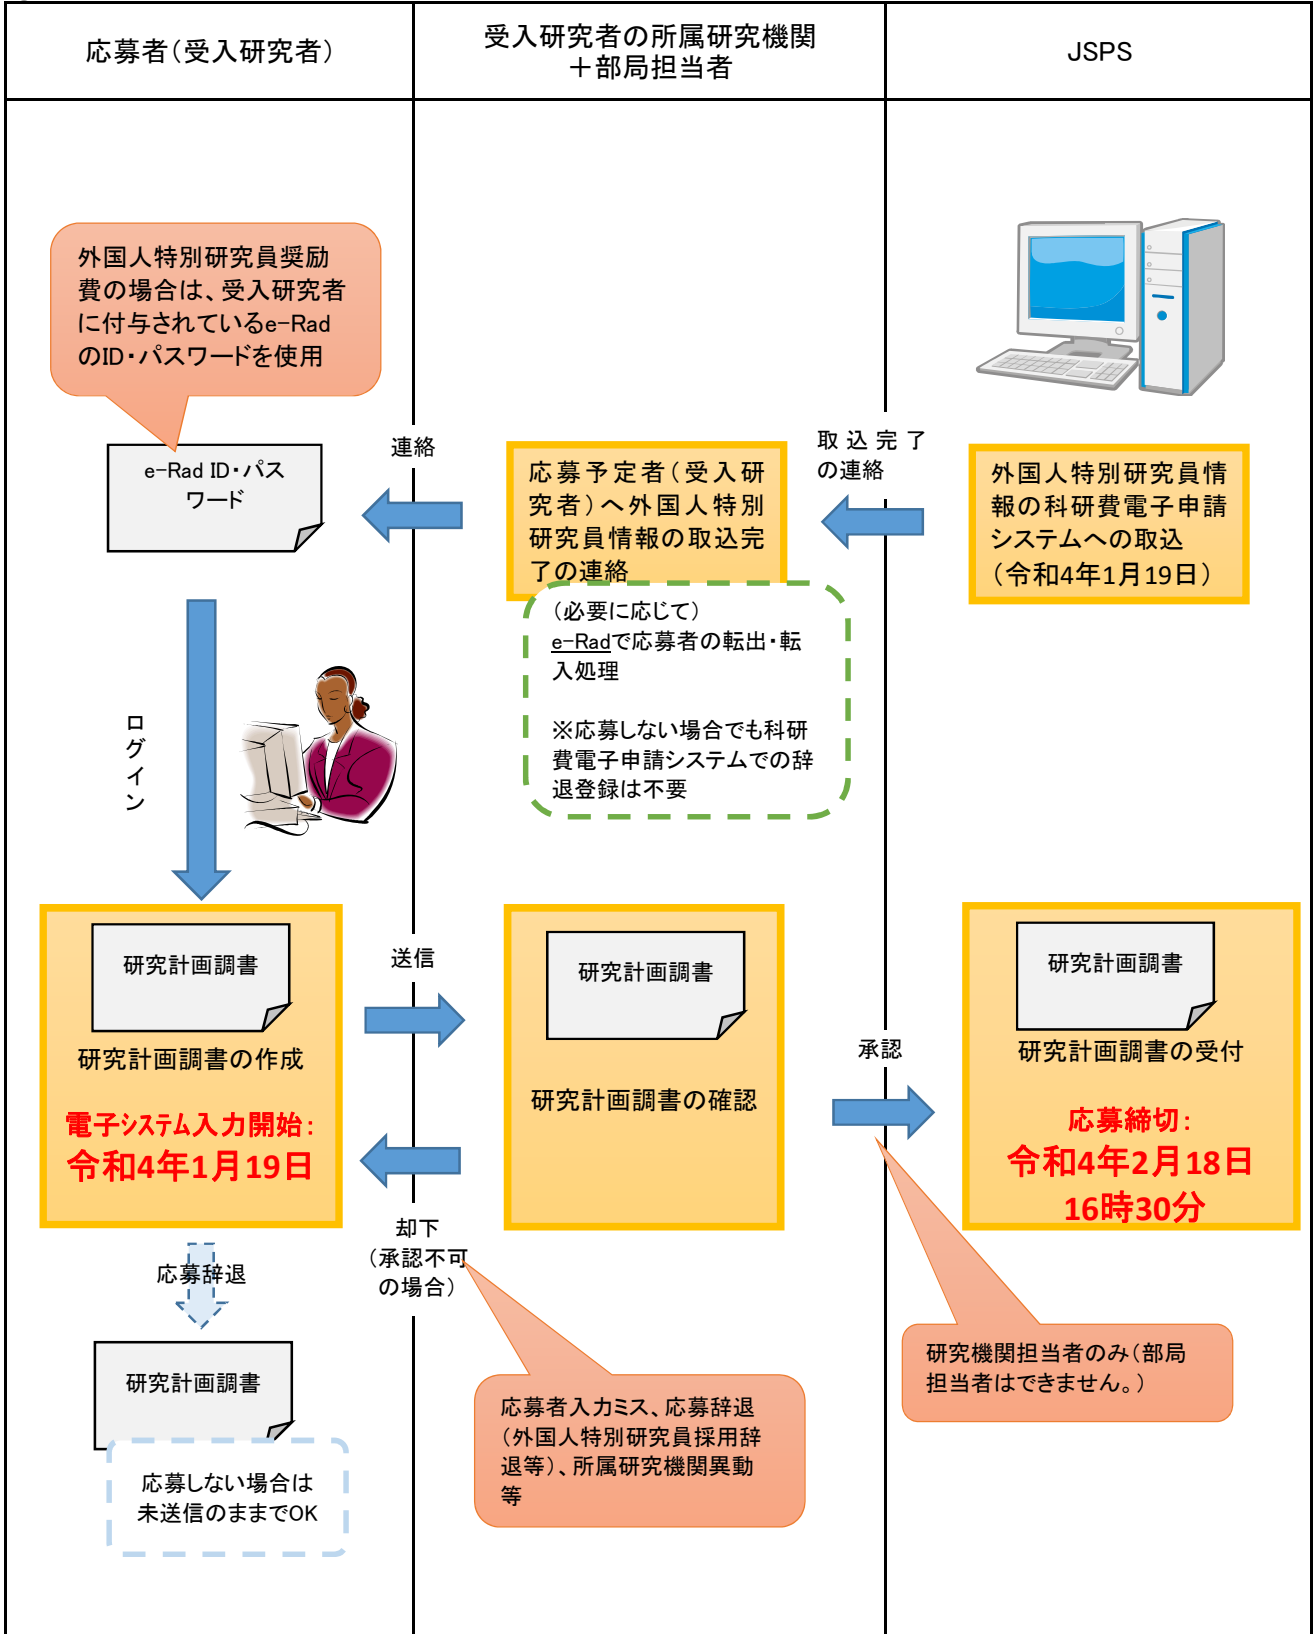 応募者（受入研究者）
受入研究者の所属研究機関
＋部局担当者
JSPS
外国人特別研究員奨励
費の場合は、受入研究者
に付与されているe-Rad
のID・パスワードを使用
e-Rad ID・パス
ワード
連絡
応募予定者（受入研
究者）へ外国人特別
研究員情報の取込完
了の連絡
取込完了
の連絡
外国人特別研究員情
報の科研費電子申請
システムへの取込
（令和4年1月19日）
（必要に応じて）
e-Radで応募者の転出・転
入処理
※応募しない場合でも科研
費電子申請システムでの辞
退登録は不要
ログイン
研究計画調書
研究計画調書の作成
電子システム入力開始：
令和4年1月19日
送信
研究計画調書
研究計画調書の確認
却下
（承認不可
の場合）
承認
研究計画調書
研究計画調書の受付
応募締切：
令和4年2月18日
16時30分
応募辞退
研究計画調書
応募しない場合は
未送信のままでOK
応募者入力ミス、応募辞退
（外国人特別研究員採用辞
退等）、所属研究機関異動
等
研究機関担当者のみ（部局
担当者はできません。）